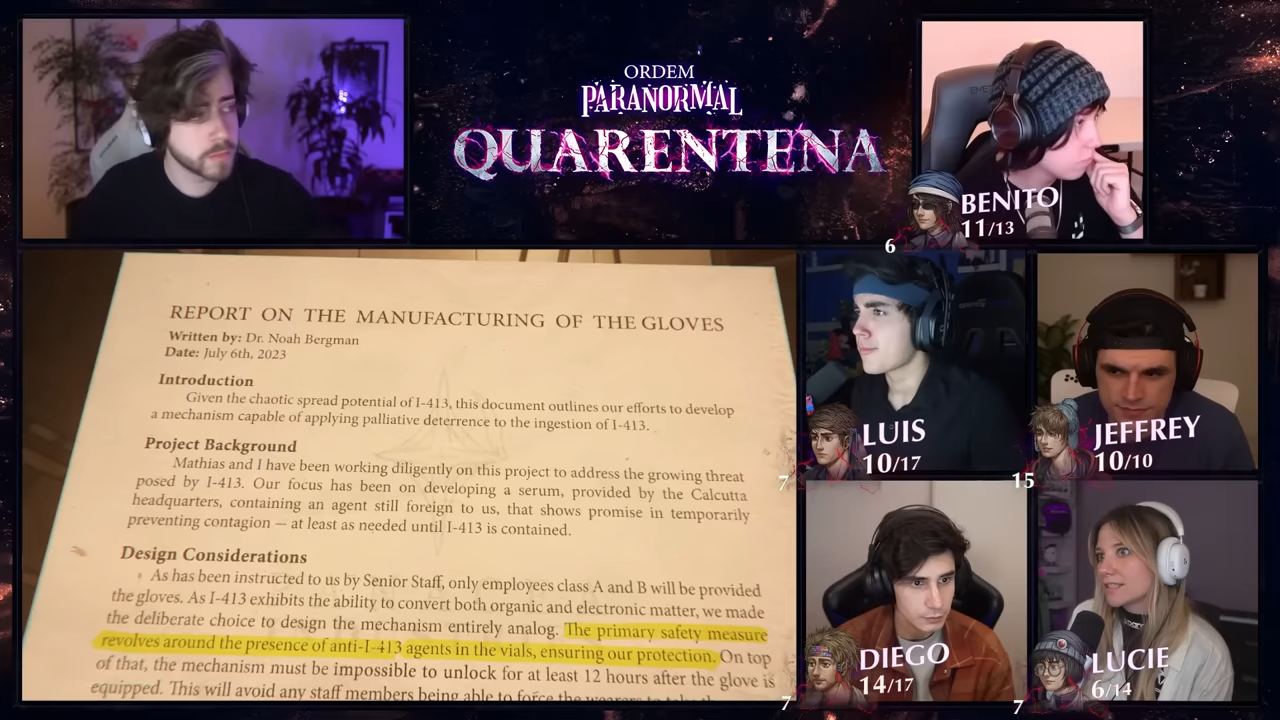 ORDEM
PARANORMAL
QUARENTENA
BENITO
11/13
6
REPORT ON THE MANUFACTURING OF THE GLOVES
Written by: Dr. Noah Bergman
Date: July 6th, 2023
Introduction
Given the chaotic spread potential of I-413, this document outlines our efforts to develop
a mechanism capable of applying palliative deterrence to the ingestion of I-413.
Project Background
Mathias and I have been working diligently on this project to address the growing threat
posed by I-413. Our focus has been on developing a serum, provided by the Calcutta
headquarters, containing an agent still foreign to us, that shows promise in temporarily
preventing contagion — at least as needed until I-413 is contained.
Design Considerations
As has been instructed to us by Senior Staff, only employees class A and B will be provided
the gloves. As I-413 exhibits the ability to convert both organic and electronic matter, we made
the deliberate choice to design the mechanism entirely analog. The primary safety measure
revolves around the presence of anti-I-413 agents in the vials, ensuring our protection. On top
of that, the mechanism must be impossible to unlock for at least 12 hours after the glove is
equipped. This will avoid any staff members being able to force the wearers to
LUIS
10/17
7
JEFFREY
10/10
15
DIEGO
14/17
7
LUCIE
6/14
7